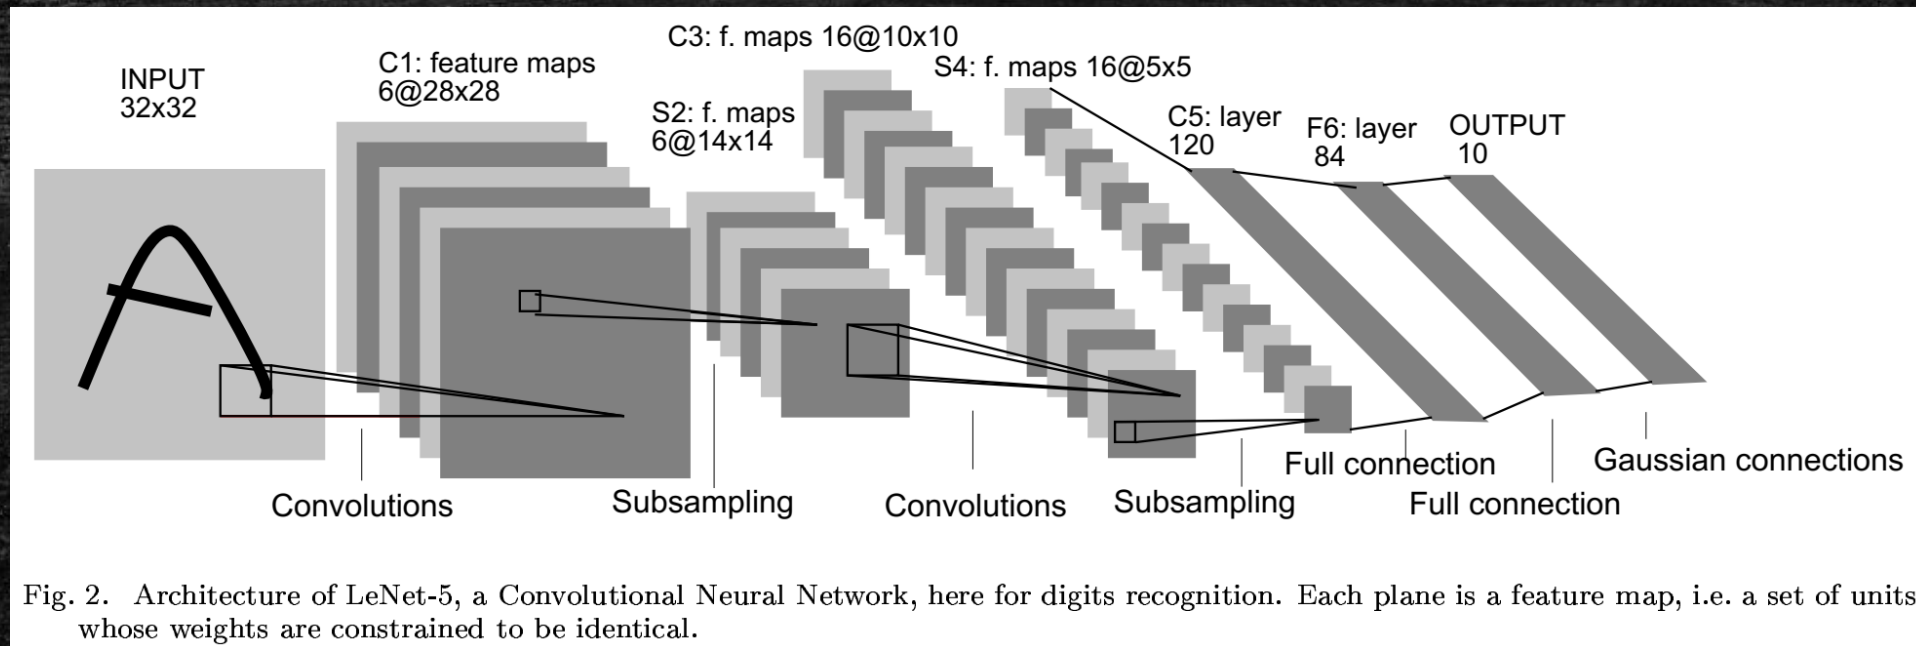 INPUT
32x32
C1: feature maps
6@28x28
S2: f. maps
6@14x14
C3: f. maps 16@10x10
S4: f. maps 16@5x5
C5: layer
120
F6: layer
84
OUTPUT
10
Convolutions
Subsampling
Convolutions
Subsampling
Full connection
Full connection
Gaussian connections
Fig. 2. Architecture of LeNet-5, a Convolutional Neural Network, here for digits recognition. Each plane is a feature map, i.e. a set of units
whose weights are constrained to be identical.